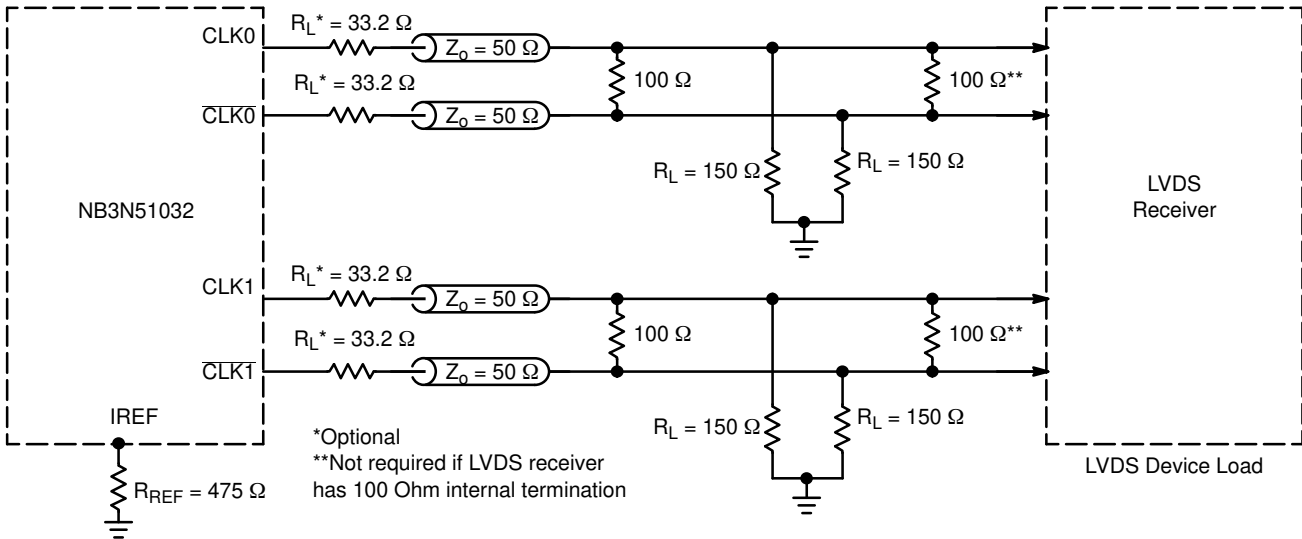 CLK0
R_L* = 33.2 Ω
Z_o = 50 Ω
100 Ω
100 Ω**
R_L* = 33.2 Ω
C̅L̅K̅0̅
Z_o = 50 Ω
R_L = 150 Ω
R_L = 150 Ω
NB3N51032
LVDS
Receiver
CLK1
R_L* = 33.2 Ω
Z_o = 50 Ω
100 Ω
100 Ω**
R_L* = 33.2 Ω
C̅L̅K̅1̅
Z_o = 50 Ω
R_L = 150 Ω
R_L = 150 Ω
IREF
R_REF = 475 Ω
*Optional
**Not required if LVDS receiver
has 100 Ohm internal termination
LVDS Device Load